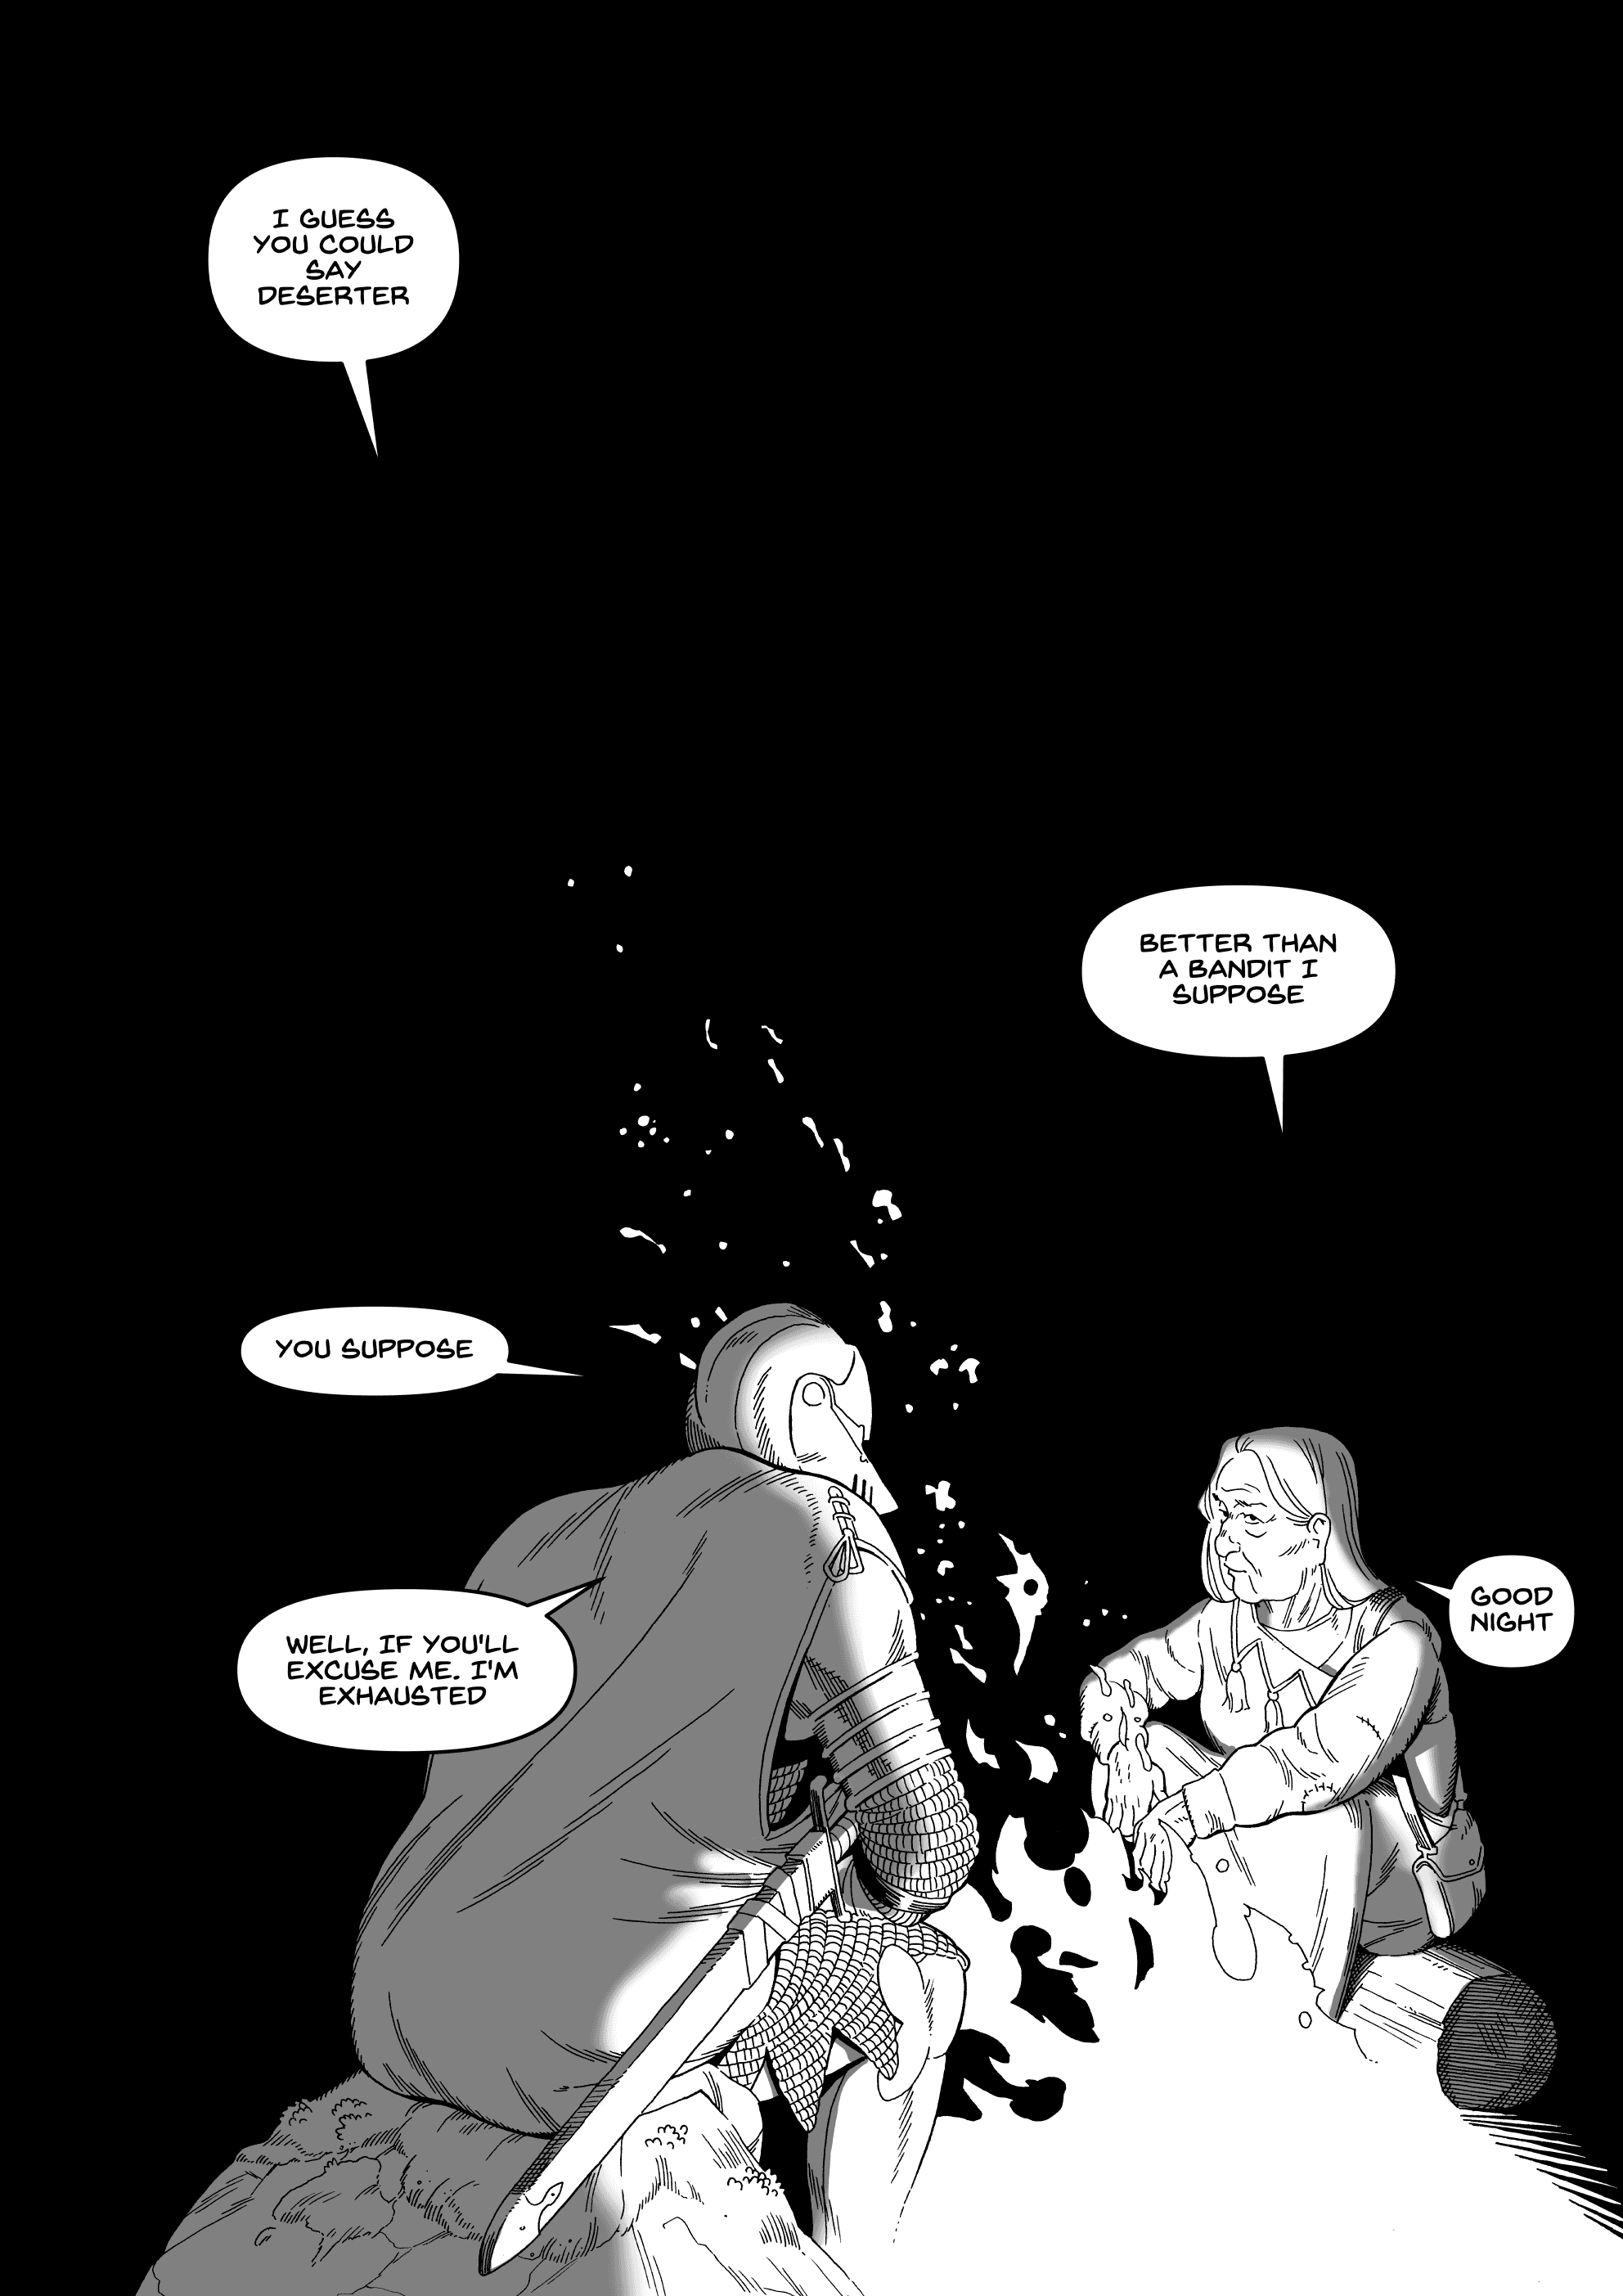 I GUESS
YOU COULD
SAY
DESERTER
BETTER THAN
A BANDIT I
SUPPOSE
YOU SUPPOSE
WELL, IF YOU'LL
EXCUSE ME. I'M
EXHAUSTED
GOOD
NIGHT